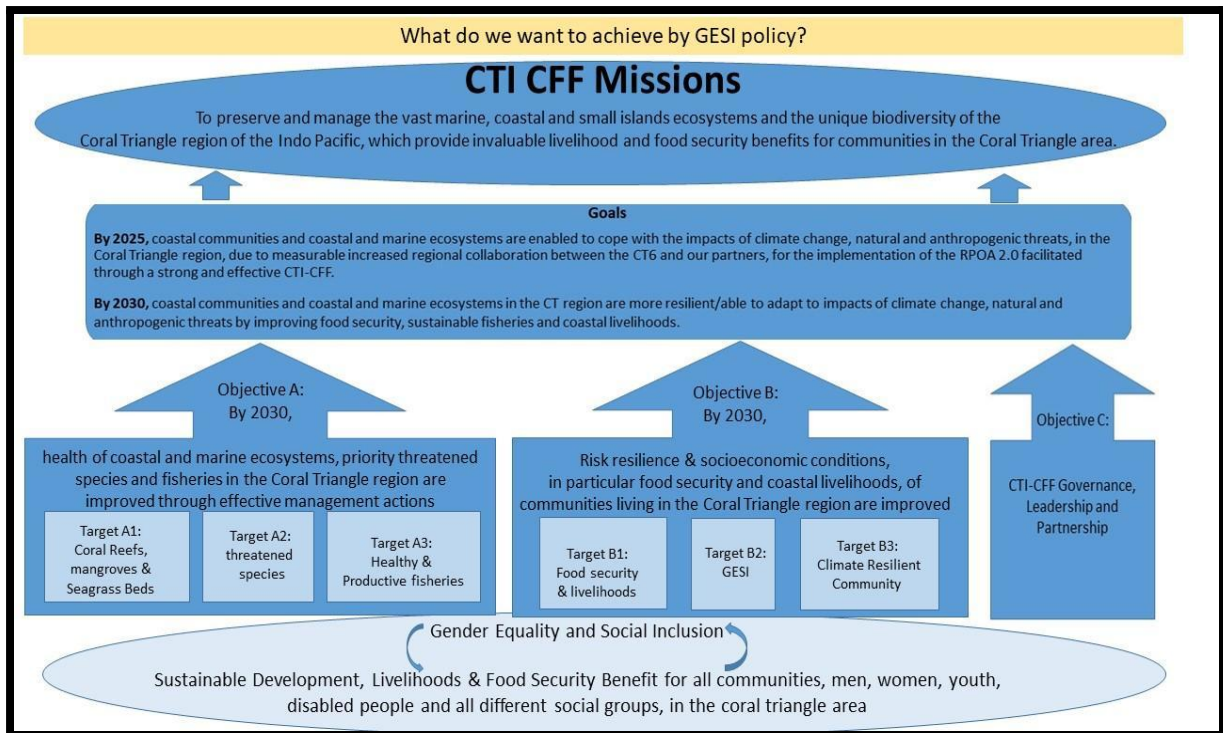 What do we want to achieve by GESI policy?
CTI CFF Missions
To preserve and manage the vast marine, coastal and small islands ecosystems and the unique biodiversity of the
Coral Triangle region of the Indo Pacific, which provide invaluable livelihood and food security benefits for communities in the Coral Triangle area.
Goals
By 2025, coastal communities and coastal and marine ecosystems are enabled to cope with the impacts of climate change, natural and anthropogenic threats, in the
Coral Triangle region, due to measurable increased regional collaboration between the CT6 and our partners, for the implementation of the RPOA 2.0 facilitated
through a strong and effective CTI-CFF.
By 2030, coastal communities and coastal and marine ecosystems in the CT region are more resilient/able to adapt to impacts of climate change, natural and
anthropogenic threats by improving food security, sustainable fisheries and coastal livelihoods.
Objective A:
By 2030,
health of coastal and marine ecosystems, priority threatened
species and fisheries in the Coral Triangle region are
improved through effective management actions
Target A1:
Coral Reefs,
mangroves &
Seagrass Beds
Target A2:
threatened
species
Target A3:
Healthy &
Productive fisheries
Objective B:
By 2030,
Risk resilience & socioeconomic conditions,
in particular food security and coastal livelihoods, of
communities living in the Coral Triangle region are improved
Target B1:
Food security
& livelihoods
Target B2:
GESI
Target B3:
Climate Resilient
Community
Objective C:
CTI-CFF Governance,
Leadership and
Partnership
Gender Equality and Social Inclusion
Sustainable Development, Livelihoods & Food Security Benefit for all communities, men, women, youth,
disabled people and all different social groups, in the coral triangle area